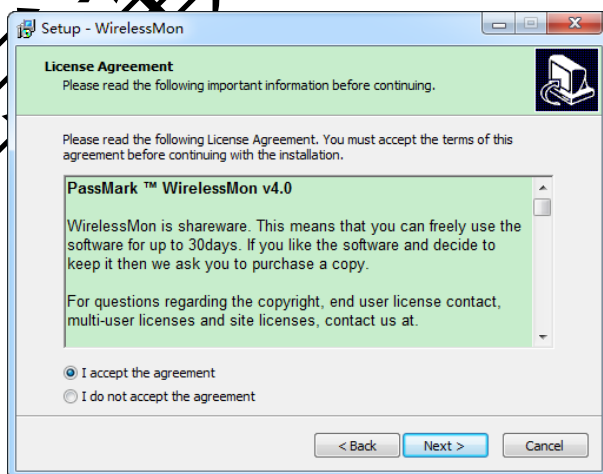 Setup - WirelessMon
License Agreement
Please read the following important information before continuing.
Please read the following License Agreement. You must accept the terms of this
agreement before continuing with the installation.
PassMark ™ WirelessMon v4.0
WirelessMon is shareware. This means that you can freely use the
software for up to 30days. If you like the software and decide to
keep it then we ask you to purchase a copy.
For questions regarding the copyright, end user license contact,
multi-user licenses and site licenses, contact us at.
I accept the agreement
I do not accept the agreement
< Back
Next >
Cancel